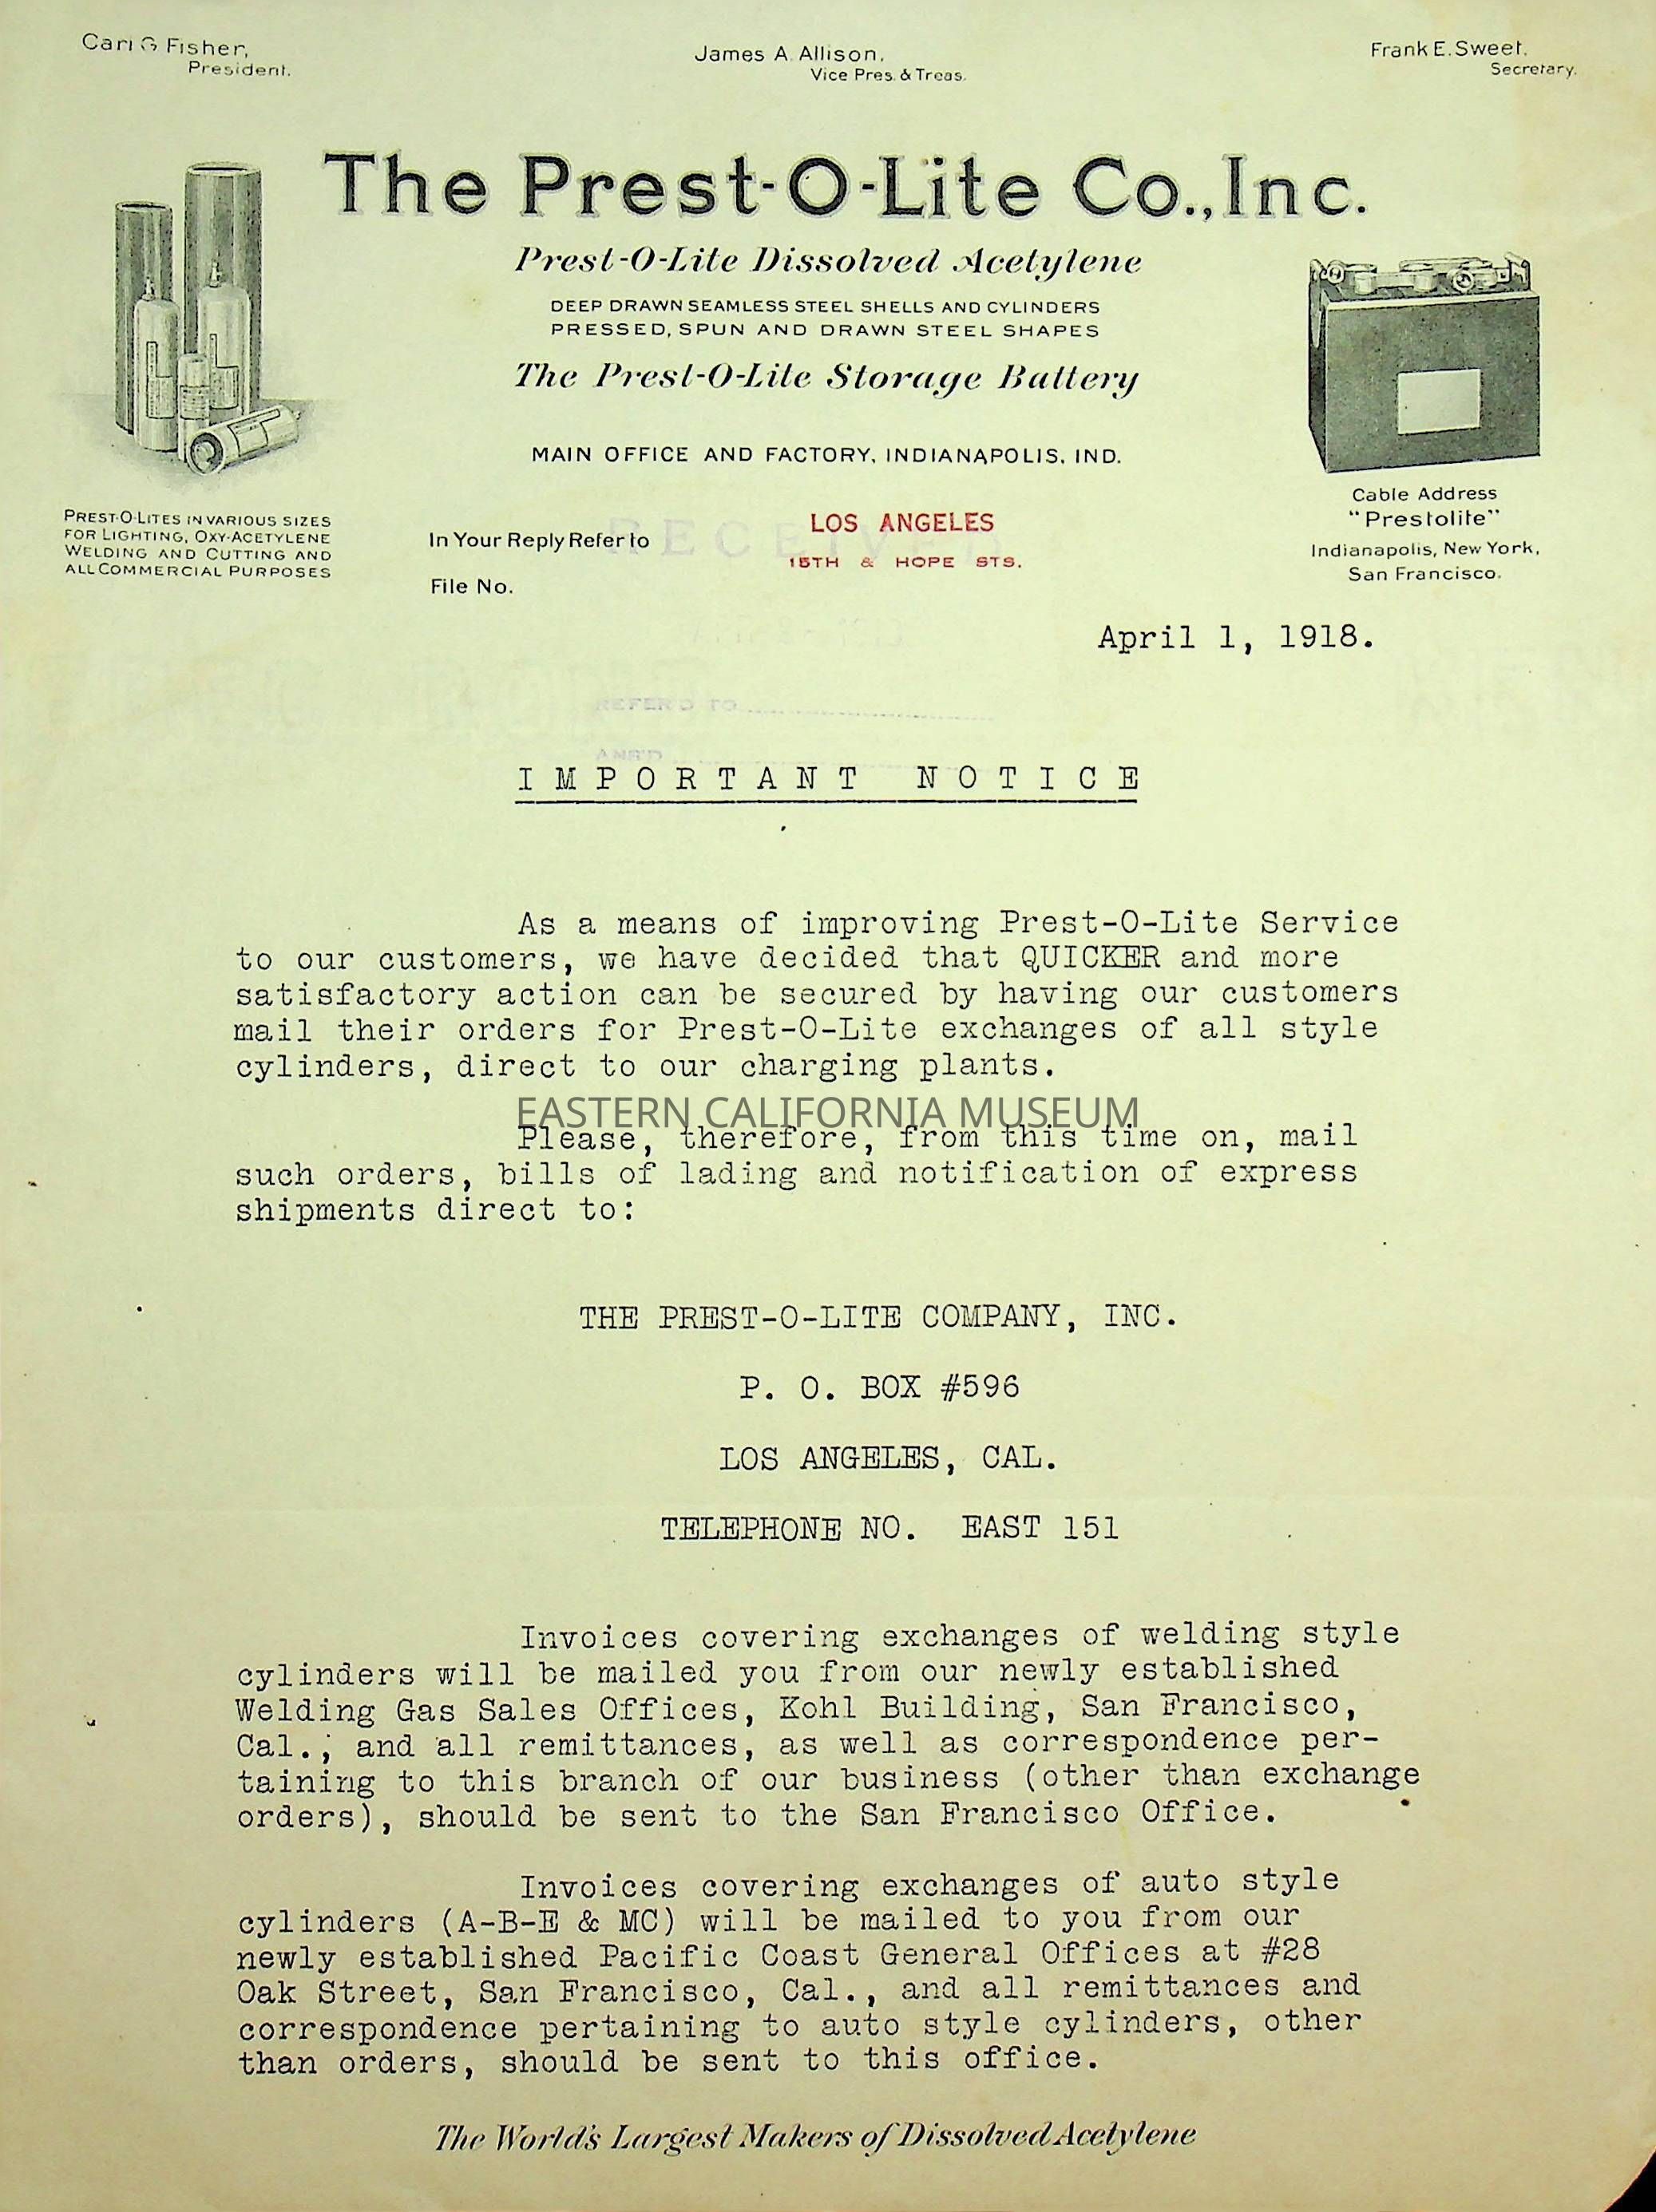 Carl G Fisher,
President.
James A. Allison,
Vice Pres. & Treas.
Frank E. Sweet.
Secretary.
The Prest-O-Lite Co., Inc.
Prest-O-Lite Dissolved Acetylene
DEEP DRAWN SEAMLESS STEEL SHELLS AND CYLINDERS
PRESSED, SPUN AND DRAWN STEEL SHAPES
The Prest-O-Lite Storage Battery
MAIN OFFICE AND FACTORY, INDIANAPOLIS, IND.
PREST-O-LITES IN VARIOUS SIZES
FOR LIGHTING, OXY-ACETYLENE
WELDING AND CUTTING AND
ALL COMMERCIAL PURPOSES
In Your Reply Refer to
File No.
RECEIVED
LOS ANGELES
15TH & HOPE STS.
Cable Address
"Prestolite"
Indianapolis, New York,
San Francisco.
April 1, 1918.
REFER'D TO
ANS'D
IMPORTANT NOTICE
As a means of improving Prest-O-Lite Service
to our customers, we have decided that QUICKER and more
satisfactory action can be secured by having our customers
mail their orders for Prest-O-Lite exchanges of all style
cylinders, direct to our charging plants.
EASTERN CALIFORNIA MUSEUM
Please, therefore, from this time on, mail
such orders, bills of lading and notification of express
shipments direct to:
THE PREST-O-LITE COMPANY, INC.
P. O. BOX #596
LOS ANGELES, CAL.
TELEPHONE NO. EAST 151
Invoices covering exchanges of welding style
cylinders will be mailed you from our newly established
Welding Gas Sales Offices, Kohl Building, San Francisco,
Cal., and all remittances, as well as correspondence per-
taining to this branch of our business (other than exchange
orders), should be sent to the San Francisco Office.
Invoices covering exchanges of auto style
cylinders (A-B-E & MC) will be mailed to you from our
newly established Pacific Coast General Offices at #28
Oak Street, San Francisco, Cal., and all remittances and
correspondence pertaining to auto style cylinders, other
than orders, should be sent to this office.
The World's Largest Makers of Dissolved Acetylene